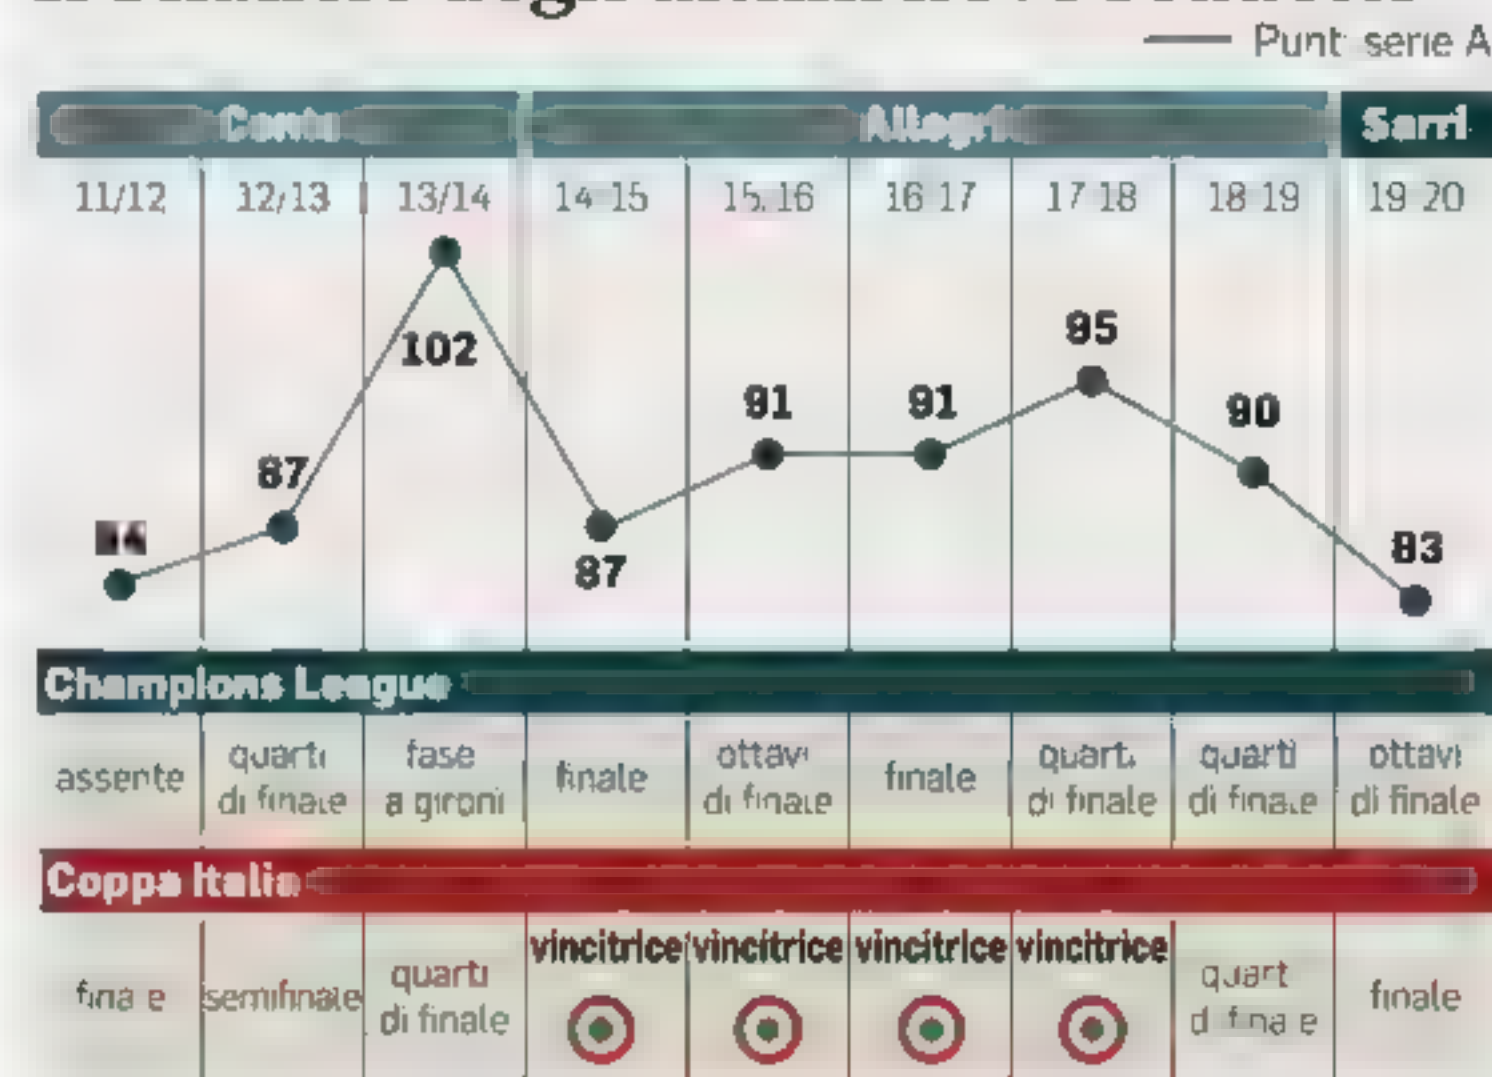 Punti serie A
Conte Allegri Sarri
11/12 12/13 13/14 14-15 15/16 16-17 17 18 18-19 19 20
102
95
91 91
90
87
87
83
Champions League
assente quarti di finale fase a gironi finale ottavi di finale finale quarti di finale quarti di finale ottavi di finale
Coppa Italia
finale semifinale quarti di finale vincitrice vincitrice vincitrice vincitrice quarti di finale finale